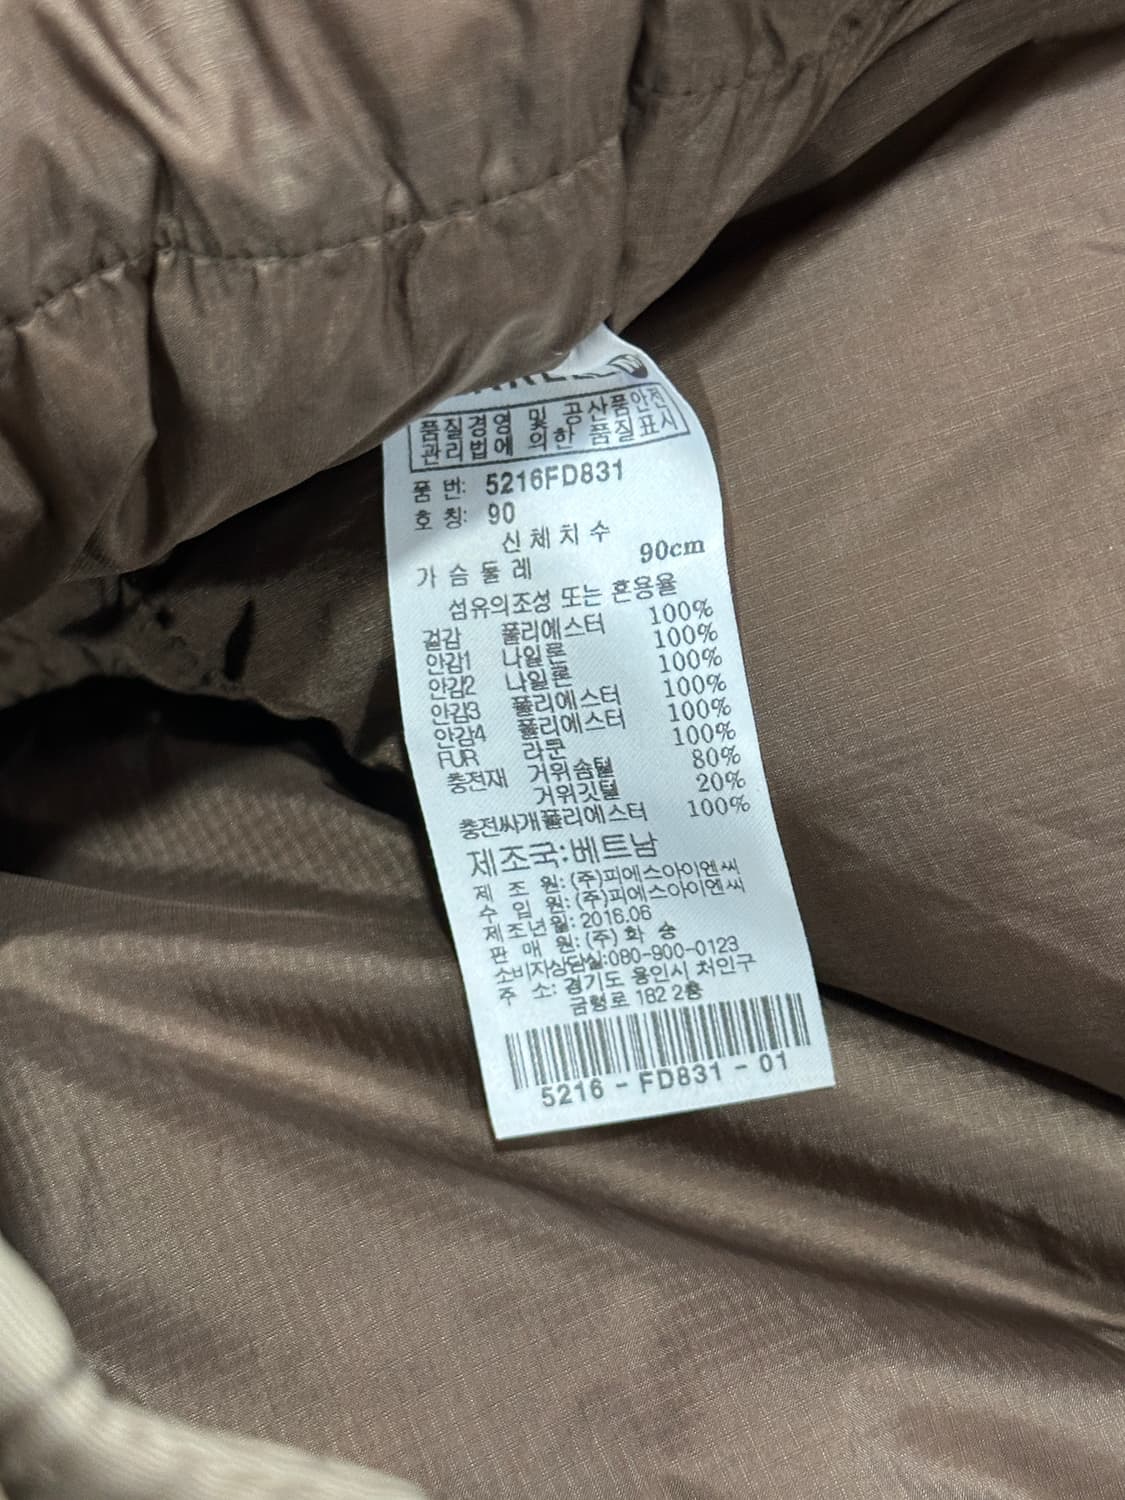 품질경영 및 공산품안전
관리법에 의한 품질표시
품 번: 5216FD831
호 칭: 90
신 체 치 수
가 슴 둘 레 90cm
섬유의조성 또는 혼용율
겉감 폴리에스터 100%
안감1 나일론 100%
안감2 나일론 100%
안감3 폴리에스터 100%
안감4 폴리에스터 100%
FUR 라쿤 100%
충전재 거위솜털 80%
거위깃털 20%
충전싸개 폴리에스터 100%
제조국:베트남
제 조 원: (주)피에스아이엔씨
수 입 원: (주)피에스아이엔씨
제조년월: 2016.06
판 매 원: (주) 화 승
소비자상담실:080-900-0123
주 소: 경기도 용인시 처인구
금형로 182 2층
5216 - FD831 - 01